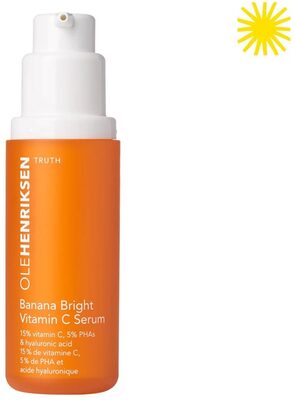 OLEHENRIKSEN
TRUTH
Banana Bright
Vitamin C Serum
15% vitamin C, 5% PHAs
& hyaluronic acid
15% de vitamine C,
5% de PHA et
acide hyaluronique